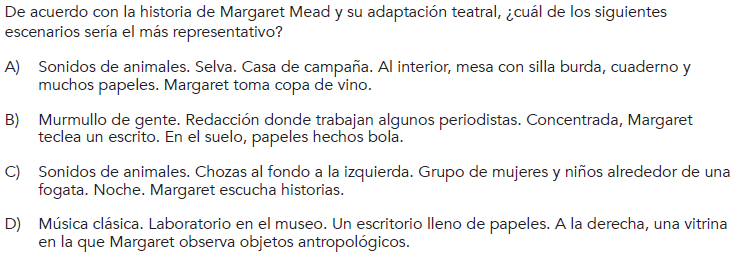 De acuerdo con la historia de Margaret Mead y su adaptación teatral, ¿cuál de los siguientes
escenarios sería el más representativo?
A) Sonidos de animales. Selva. Casa de campaña. Al interior, mesa con silla burda, cuaderno y
muchos papeles. Margaret toma copa de vino.
B) Murmullo de gente. Redacción donde trabajan algunos periodistas. Concentrada, Margaret
teclea un escrito. En el suelo, papeles hechos bola.
C) Sonidos de animales. Chozas al fondo a la izquierda. Grupo de mujeres y niños alrededor de una
fogata. Noche. Margaret escucha historias.
D) Música clásica. Laboratorio en el museo. Un escritorio lleno de papeles. A la derecha, una vitrina
en la que Margaret observa objetos antropológicos.